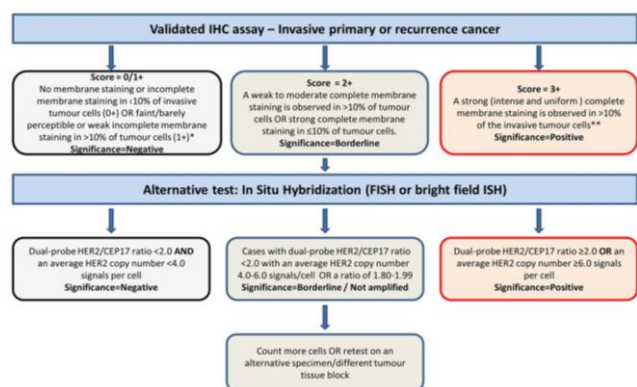 Validated IHC assay – Invasive primary or recurrence cancer
Score = 0/1+
No membrane staining or incomplete
membrane staining in ‹10% of invasive
tumour cells (0+) OR faint/barely
perceptible or weak incomplete membrane
staining in >10% of tumour cells (1+)*
Significance=Negative
Score = 2+
A weak to moderate complete membrane
staining is observed in >10% of tumour
cells OR strong complete membrane
staining in ≤10% of tumour cells.
Significance=Borderline
Score = 3+
A strong (intense and uniform ) complete
membrane staining is observed in >10%
of the invasive tumour cells**
Significance=Positive
Alternative test: In Situ Hybridization (FISH or bright field ISH)
Dual-probe HER2/CEP17 ratio <2.0 AND
an average HER2 copy number <4.0
signals per cell
Significance=Negative
Cases with dual-probe HER2/CEP17 ratio
<2.0 with an average HER2 copy number
4.0-6.0 signals/cell OR a ratio of 1.80-1.99
Significance=Borderline / Not amplified
Dual-probe HER2/CEP17 ratio ≥2.0 OR an
average HER2 copy number ≥6.0 signals
per cell
Significance=Positive
Count more cells OR retest on an
alternative specimen/different tumour
tissue block